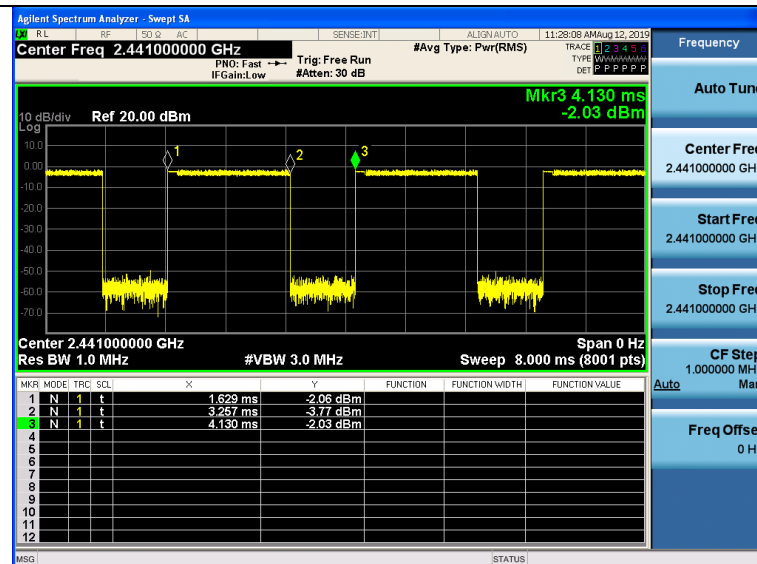 Agilent Spectrum Analyzer - Swept SA
LXI RL RF 50 Ω AC SENSE:INT ALIGN AUTO 11:28:08 AM Aug 12, 2019
Center Freq 2.441000000 GHz #Avg Type: Pwr(RMS) TRACE 1 2 3 4 5 6
PNO: Fast Trig: Free Run TYPE WWWWWW
IFGain:Low #Atten: 30 dB DET P P P P P P
Frequency
Mkr3 4.130 ms
-2.03 dBm
10 dB/div Ref 20.00 dBm
Log
10.0
0.00
-10.0
-20.0
-30.0
-40.0
-50.0
-60.0
-70.0
1
2
3
Center 2.441000000 GHz Span 0 Hz
Res BW 1.0 MHz #VBW 3.0 MHz Sweep 8.000 ms (8001 pts)
MKR MODE TRC SCL X Y FUNCTION FUNCTION WIDTH FUNCTION VALUE
1 N 1 t 1.629 ms -2.06 dBm
2 N 1 t 3.257 ms -3.77 dBm
3 N 1 t 4.130 ms -2.03 dBm
4
5
6
7
8
9
10
11
12
MSG STATUS
Auto Tun
Center Fre
2.441000000 GH
Start Fre
2.441000000 GH
Stop Fre
2.441000000 GH
CF Step
1.000000 MH
Auto Ma
Freq Offse
0 H